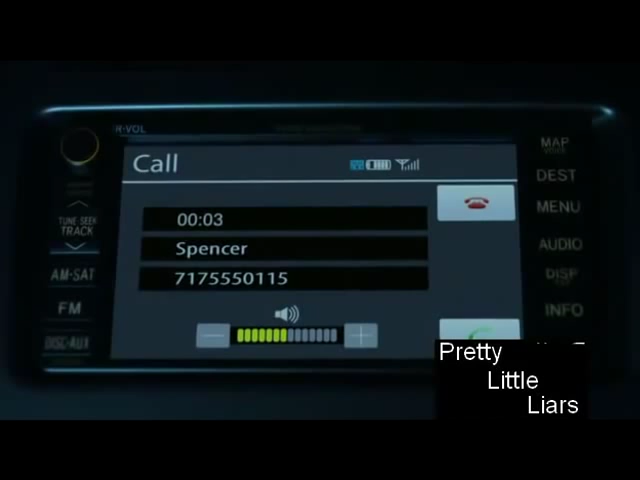 R-VOL
Call
00:03
Spencer
7175550115
TUNE SEEK
TRACK
AM-SAT
FM
DISC-AUX
MAP
VOICE
DEST
MENU
AUDIO
DISP
INFO
Pretty
Little
Liars